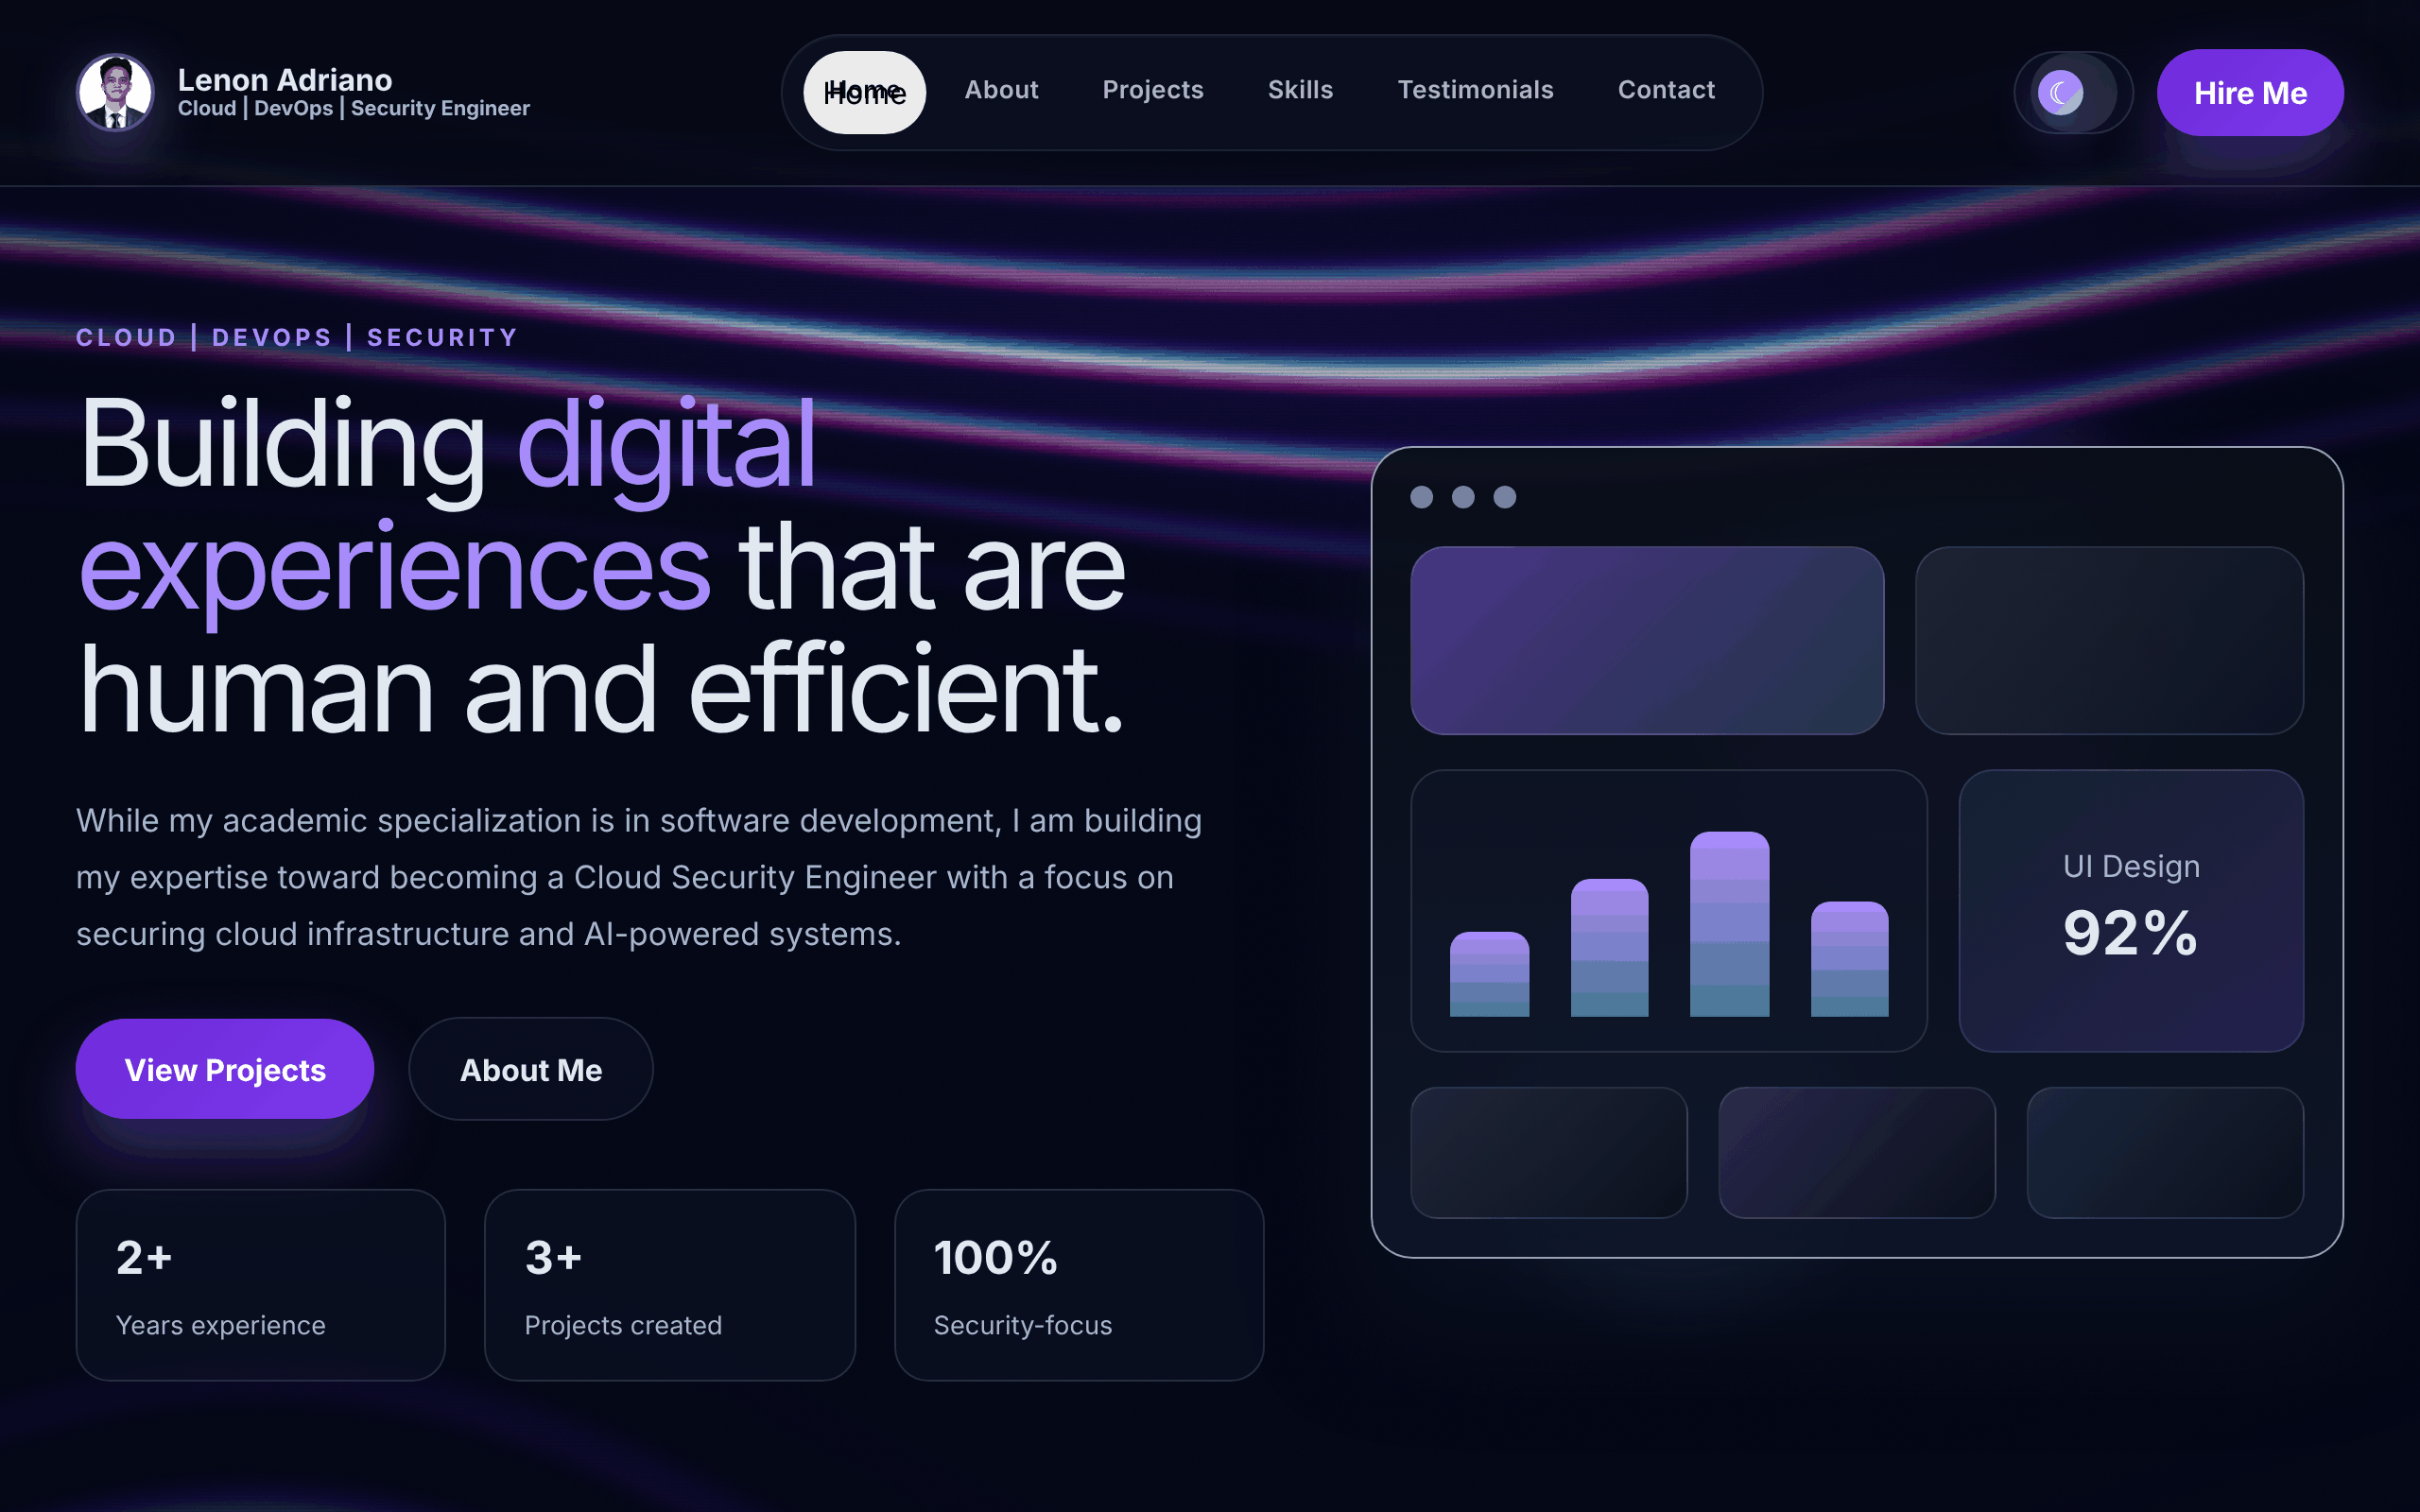 Lenon Adriano
Cloud | DevOps | Security Engineer
Home
Home
About
Projects
Skills
Testimonials
Contact
Hire Me
CLOUD | DEVOPS | SECURITY
Building digital
experiences that are
human and efficient.
While my academic specialization is in software development, I am building
my expertise toward becoming a Cloud Security Engineer with a focus on
securing cloud infrastructure and AI-powered systems.
View Projects
About Me
2+
Years experience
3+
Projects created
100%
Security-focus
UI Design
92%